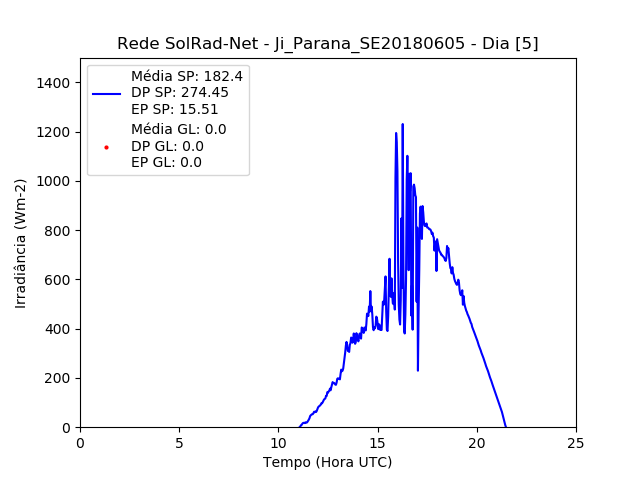 Rede SolRad-Net - Ji_Parana_SE20180605 - Dia [5]
Média SP: 182.4
DP SP: 274.45
EP SP: 15.51
Média GL: 0.0
DP GL: 0.0
EP GL: 0.0
1400
1200
1000
800
600
400
200
0
Irradiância (Wm-2)
0 5 10 15 20 25
Tempo (Hora UTC)